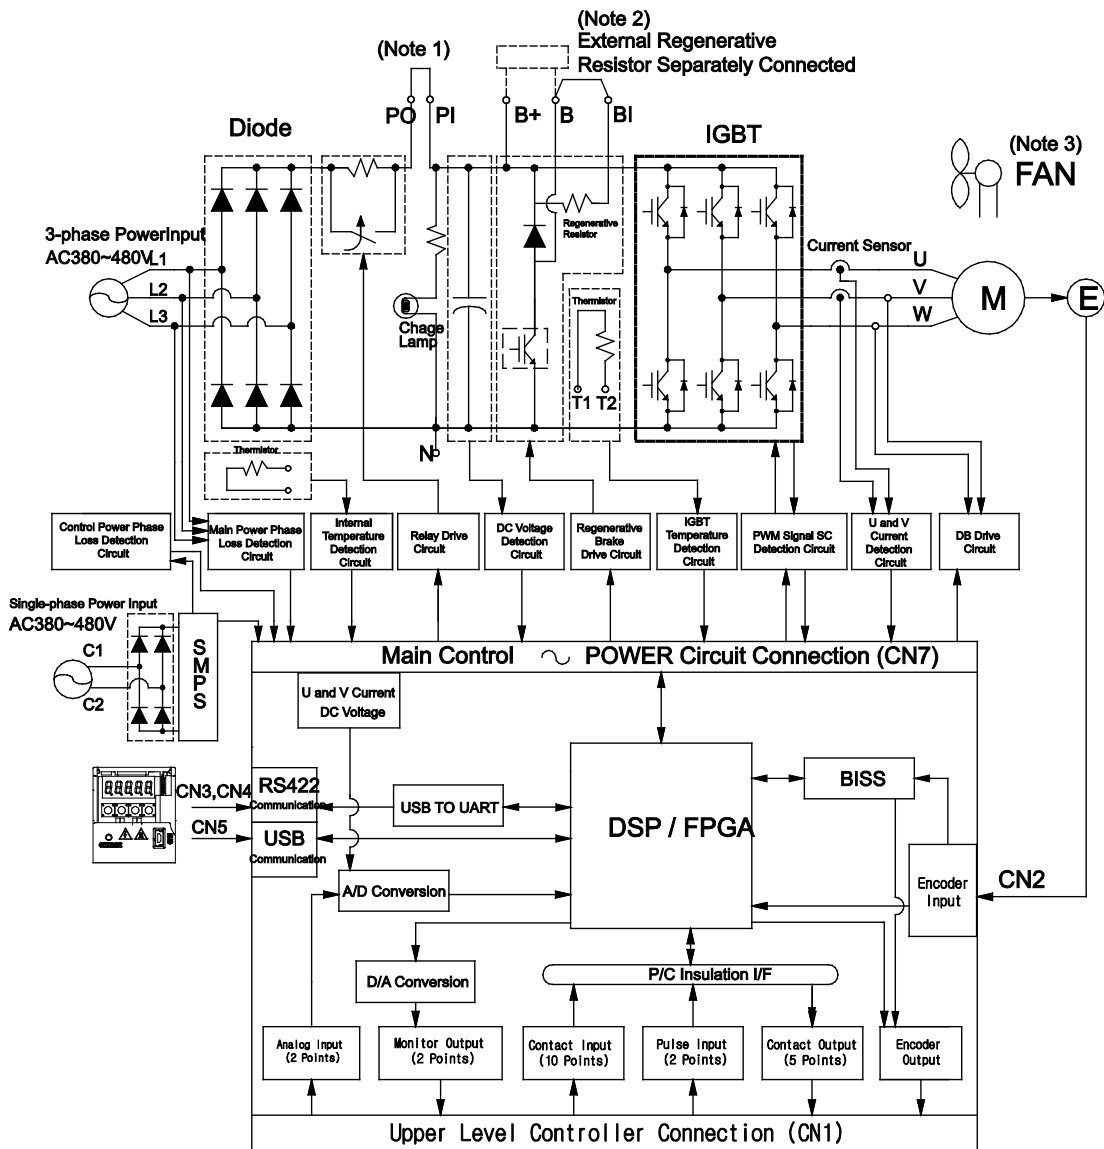 (Note 1)
(Note 2)
External Regenerative
Resistor Separately Connected
PO
PI
B+
B
BI
Diode
IGBT
(Note 3)
FAN
3-phase PowerInput
AC380~480V
L1
L2
L3
Regenerative
Resistor
Current Sensor
U
V
W
M
E
Chage
Lamp
Thermistor
T1
T2
N
Thermistor
Control Power Phase
Loss Detection
Circuit
Main Power Phase
Loss Detection
Circuit
Internal
Temperature
Detection
Circuit
Relay Drive
Circuit
DC Voltage
Detection
Circuit
Regenerative
Brake
Drive Circuit
IGBT
Temperature
Detection
Circuit
PWM Signal SC
Detection Circuit
U and V
Current
Detection
Circuit
DB Drive
Circuit
Single-phase Power Input
AC380~480V
C1
C2
SMPS
Main Control POWER Circuit Connection (CN7)
U and V Current
DC Voltage
CN3,CN4
CN5
RS422
Communication
USB
Communication
USB TO UART
DSP / FPGA
BISS
A/D Conversion
Encoder
Input
CN2
D/A Conversion
P/C Insulation I/F
Analog Input
(2 Points)
Monitor Output
(2 Points)
Contact Input
(10 Points)
Pulse Input
(2 Points)
Contact Output
(5 Points)
Encoder
Output
Upper Level Controller Connection (CN1)